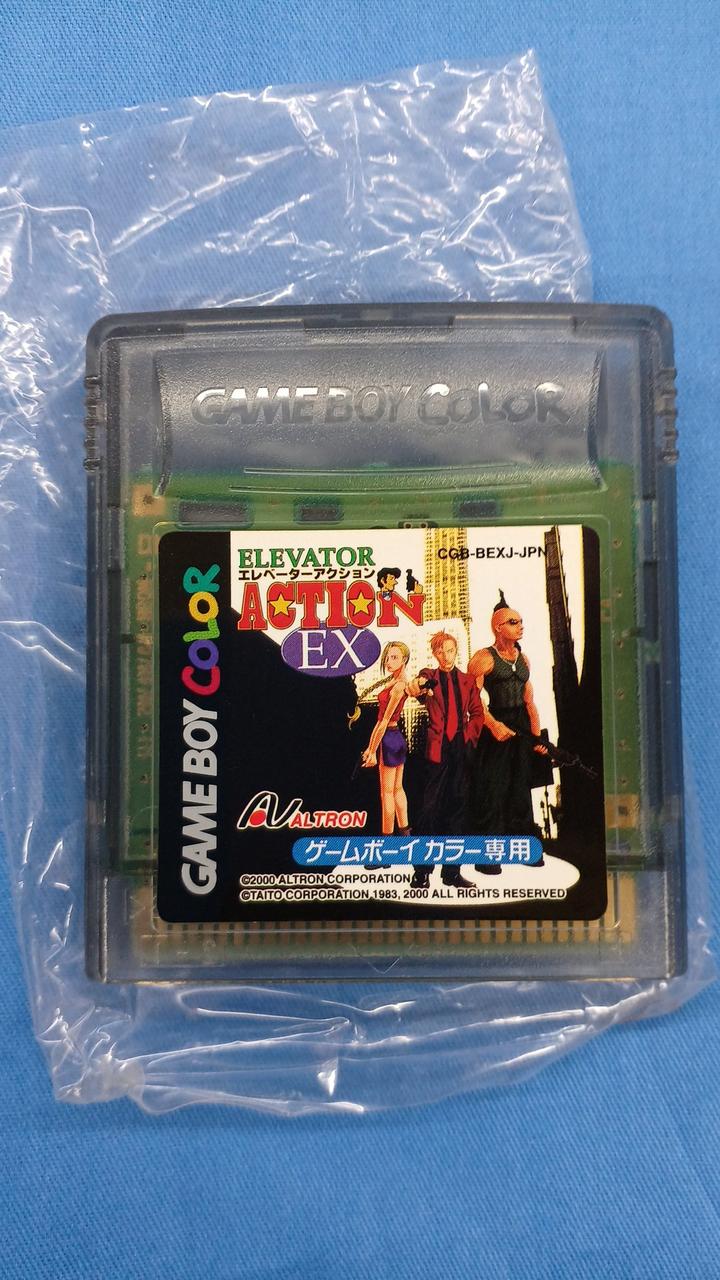 GAME BOY COLOR
GAME BOY COLOR
ELEVATOR
エレベーターアクション
ACTION
EX
CGB-BEXJ-JPN
ALTRON
ゲームボーイ カラー専用
©2000 ALTRON CORPORATION
©TAITO CORPORATION 1983, 2000 ALL RIGHTS RESERVED